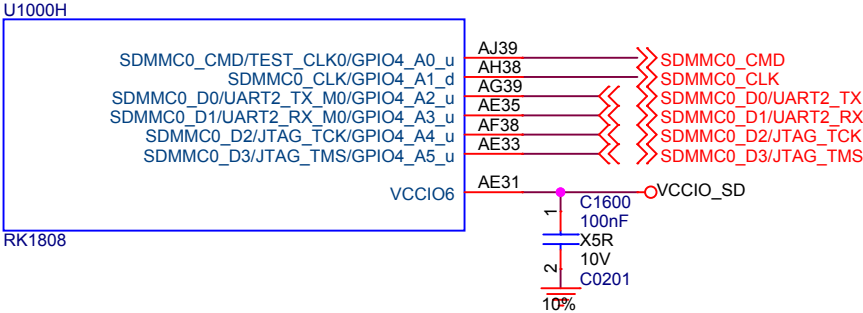 U1000H
SDMMC0_CMD/TEST_CLK0/GPIO4_A0_u AJ39 SDMMC0_CMD
SDMMC0_CLK/GPIO4_A1_d AH38 SDMMC0_CLK
SDMMC0_D0/UART2_TX_M0/GPIO4_A2_u AG39 SDMMC0_D0/UART2_TX
SDMMC0_D1/UART2_RX_M0/GPIO4_A3_u AE35 SDMMC0_D1/UART2_RX
SDMMC0_D2/JTAG_TCK/GPIO4_A4_u AF38 SDMMC0_D2/JTAG_TCK
SDMMC0_D3/JTAG_TMS/GPIO4_A5_u AE33 SDMMC0_D3/JTAG_TMS
VCCIO6 AE31 VCCIO_SD
RK1808
1
C1600
100nF
X5R
10V
2
C0201
10%